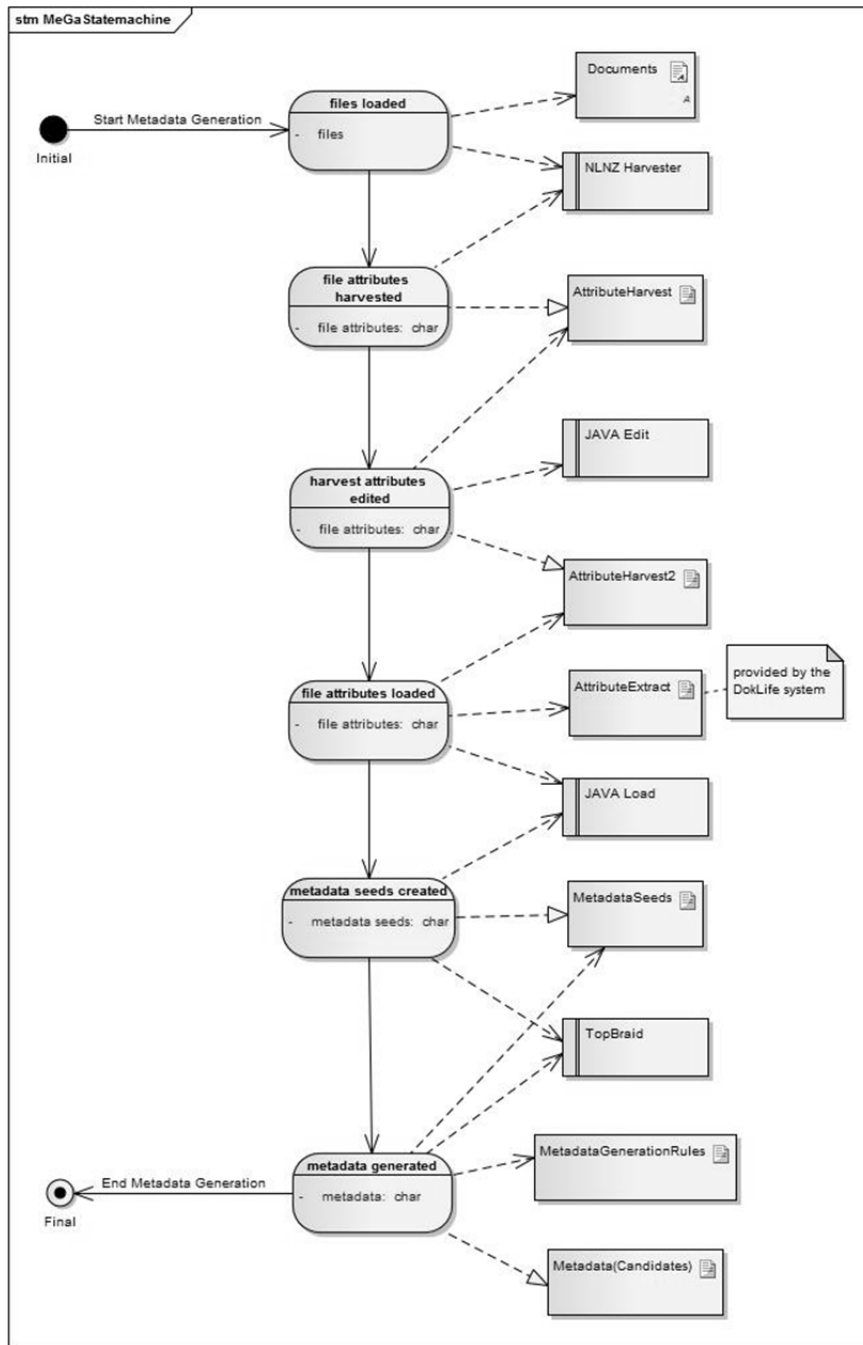 stm MeGaStatemachine
Documents
A
files loaded
- files
Start Metadata Generation
Initial
NLNZ Harvester
file attributes
harvested
- file attributes: char
AttributeHarvest
JAVA Edit
harvest attributes
edited
- file attributes: char
AttributeHarvest2
file attributes loaded
- file attributes: char
AttributeExtract
provided by the
DokLife system
JAVA Load
metadata seeds created
- metadata seeds: char
MetadataSeeds
TopBraid
metadata generated
- metadata: char
MetadataGenerationRules
End Metadata Generation
Final
Metadata(Candidates)